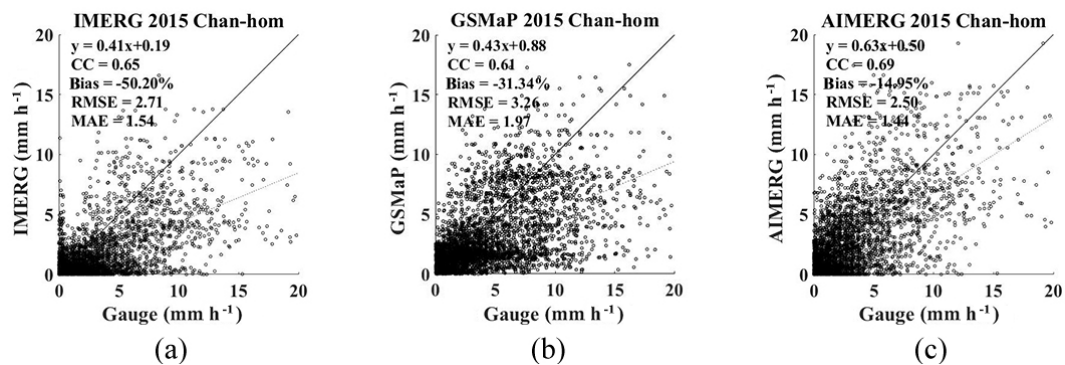 IMERG 2015 Chan-hom
20
y = 0.41x+0.19
CC = 0.65
Bias = -50.20%
RMSE = 2.71
MAE = 1.54
15
10
5
0
IMERG (mm h-1)
0 5 10 15 20
Gauge (mm h-1)
(a)
GSMaP 2015 Chan-hom
20
y = 0.43x+0.88
CC = 0.61
Bias = -31.34%
RMSE = 3.26
MAE = 1.97
15
10
5
0
GSMaP (mm h-1)
0 5 10 15 20
Gauge (mm h-1)
(b)
AIMERG 2015 Chan-hom
20
y = 0.63x+0.50
CC = 0.69
Bias = -14.95%
RMSE = 2.50
MAE = 1.44
15
10
5
0
AIMERG (mm h-1)
0 5 10 15 20
Gauge (mm h-1)
(c)